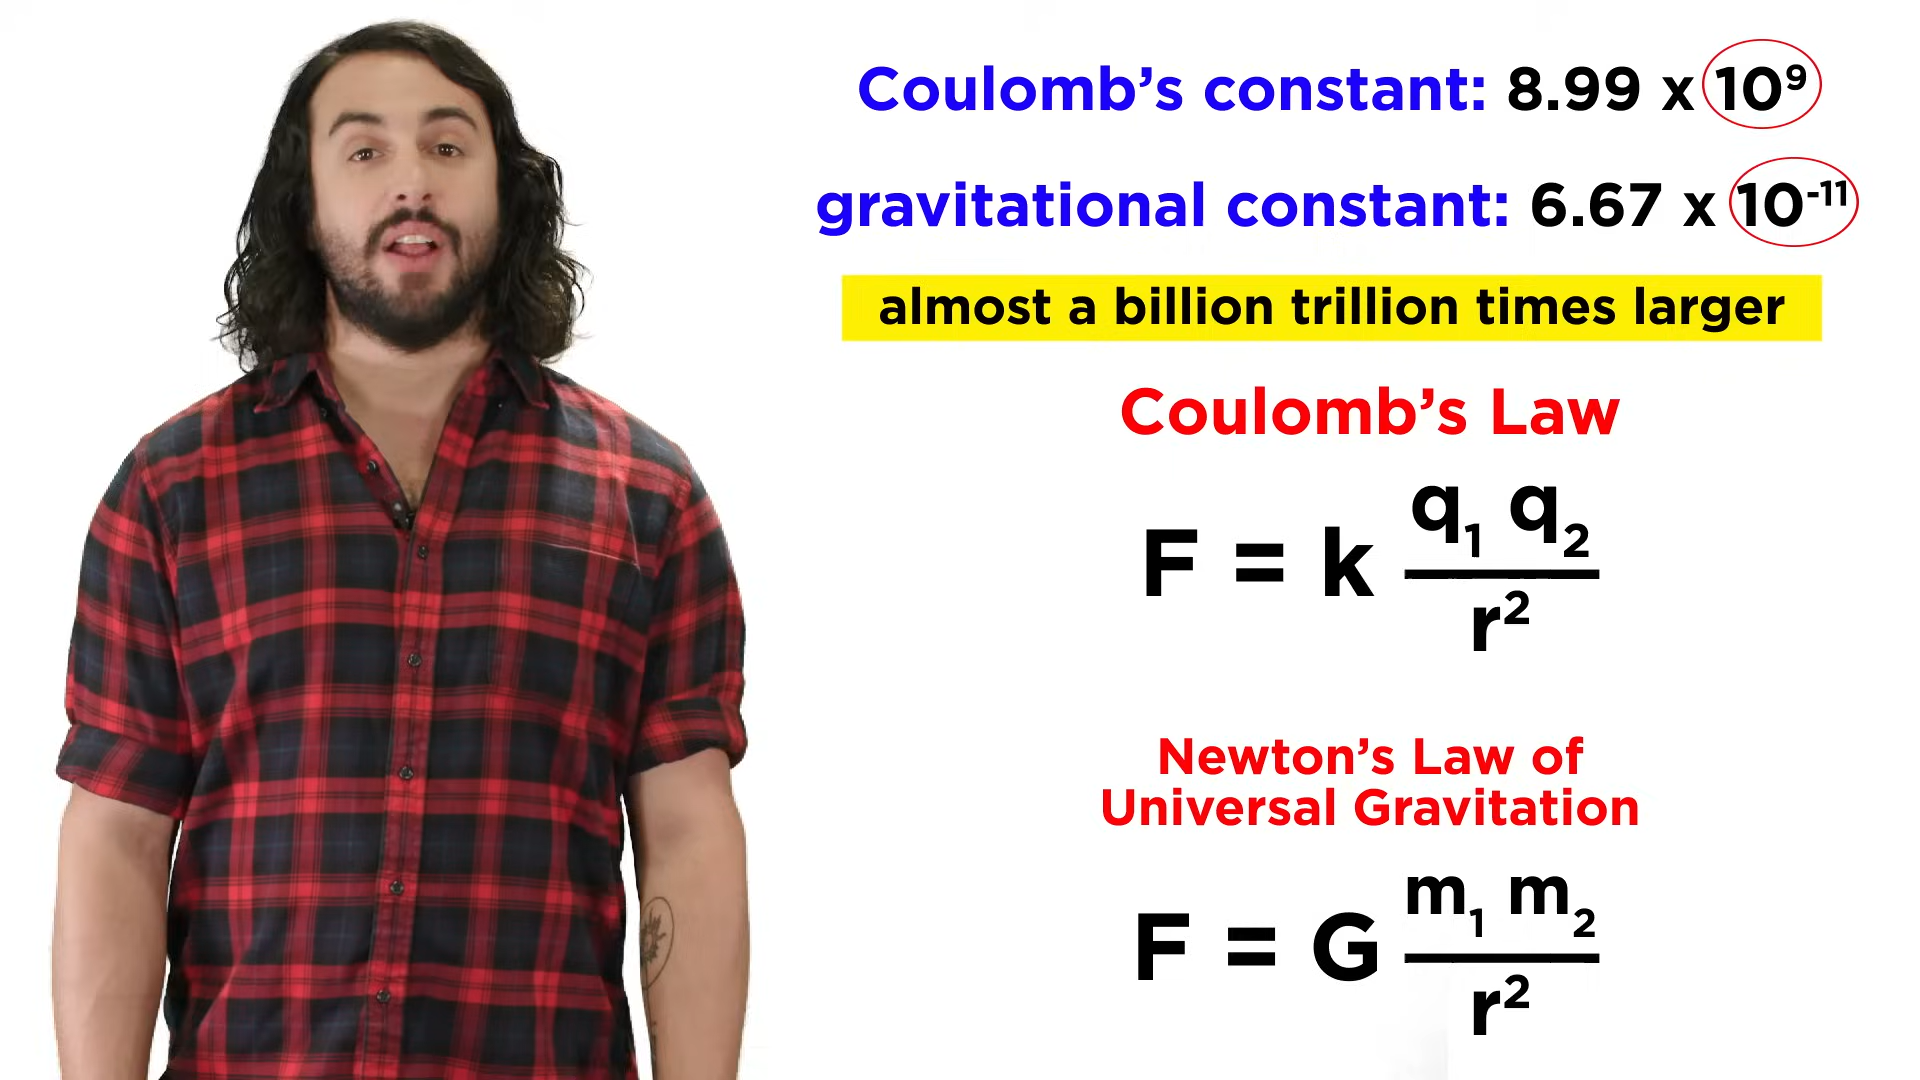 Coulomb’s constant: 8.99 x 10⁹
gravitational constant: 6.67 x 10⁻¹¹
almost a billion trillion times larger
Coulomb’s Law
F = k q₁ q₂ / r²
Newton’s Law of
Universal Gravitation
F = G m₁ m₂ / r²